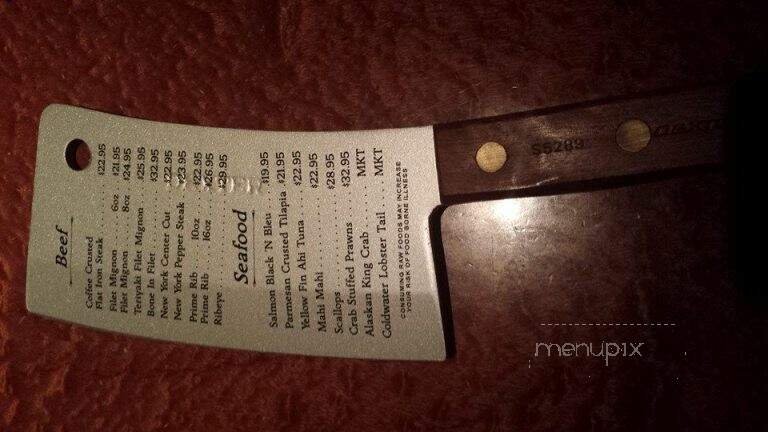 Beef
Coffee Crusted
Flat Iron Steak $22.95
Filet Mignon 6oz $21.95
Filet Mignon 8oz $24.95
Teriyaki Filet Mignon $25.95
Bone In Filet $32.95
New York Center Cut $22.95
New York Pepper Steak $23.95
Prime Rib 10oz $22.95
Prime Rib 16oz $26.95
Ribeye $29.95
Seafood
Salmon Black 'N Bleu $19.95
Parmesan Crusted Tilapia $21.95
Yellow Fin Ahi Tuna $22.95
Mahi Mahi $22.95
Scallops $28.95
Crab Stuffed Prawns $32.95
Alaskan King Crab MKT
Coldwater Lobster Tail MKT
CONSUMING RAW FOODS MAY INCREASE
YOUR RISK OF FOOD BORNE ILLNESS
S5289
menupix